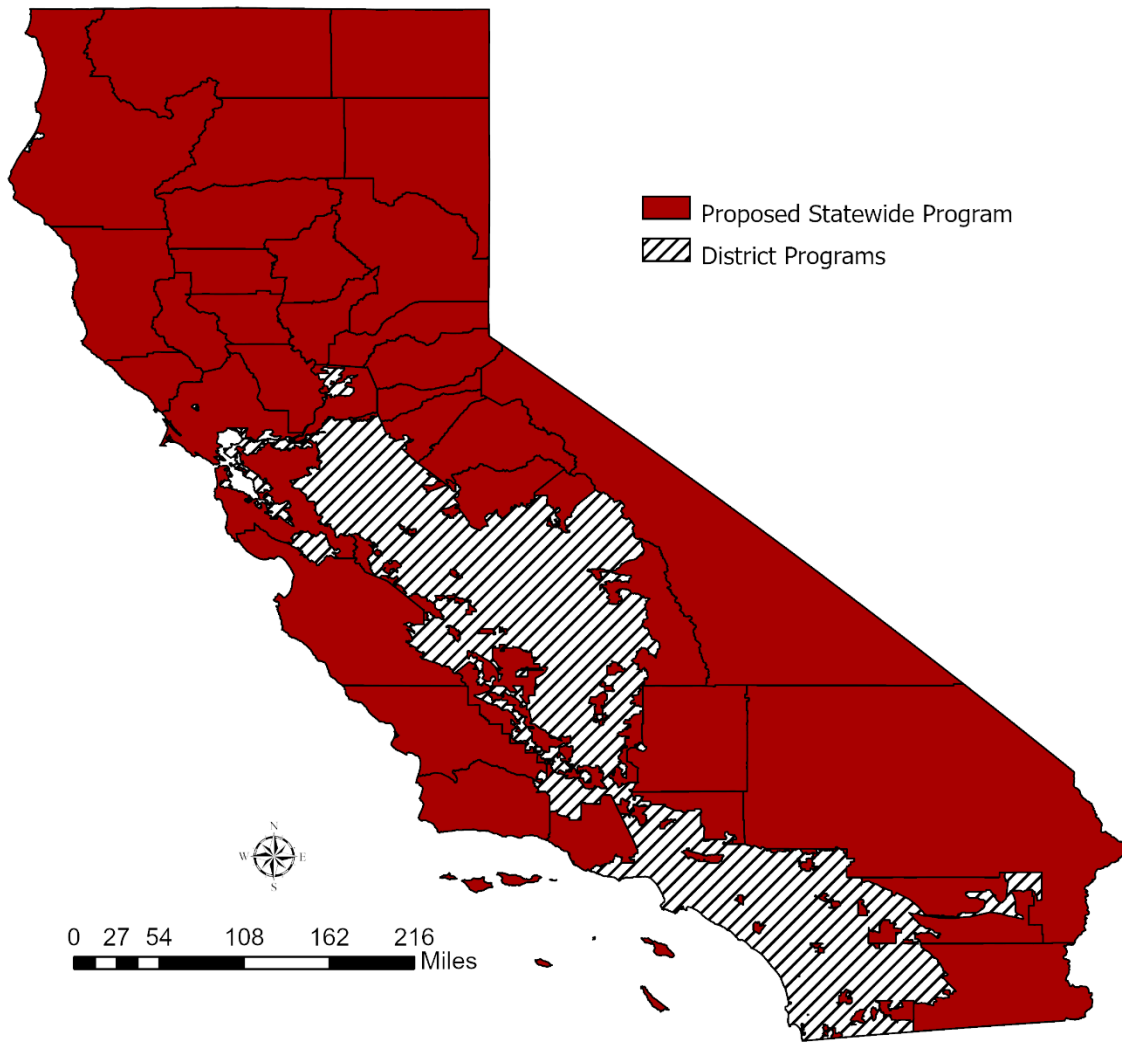 Proposed Statewide Program
District Programs
N
W E
S
0 27 54 108 162 216
Miles